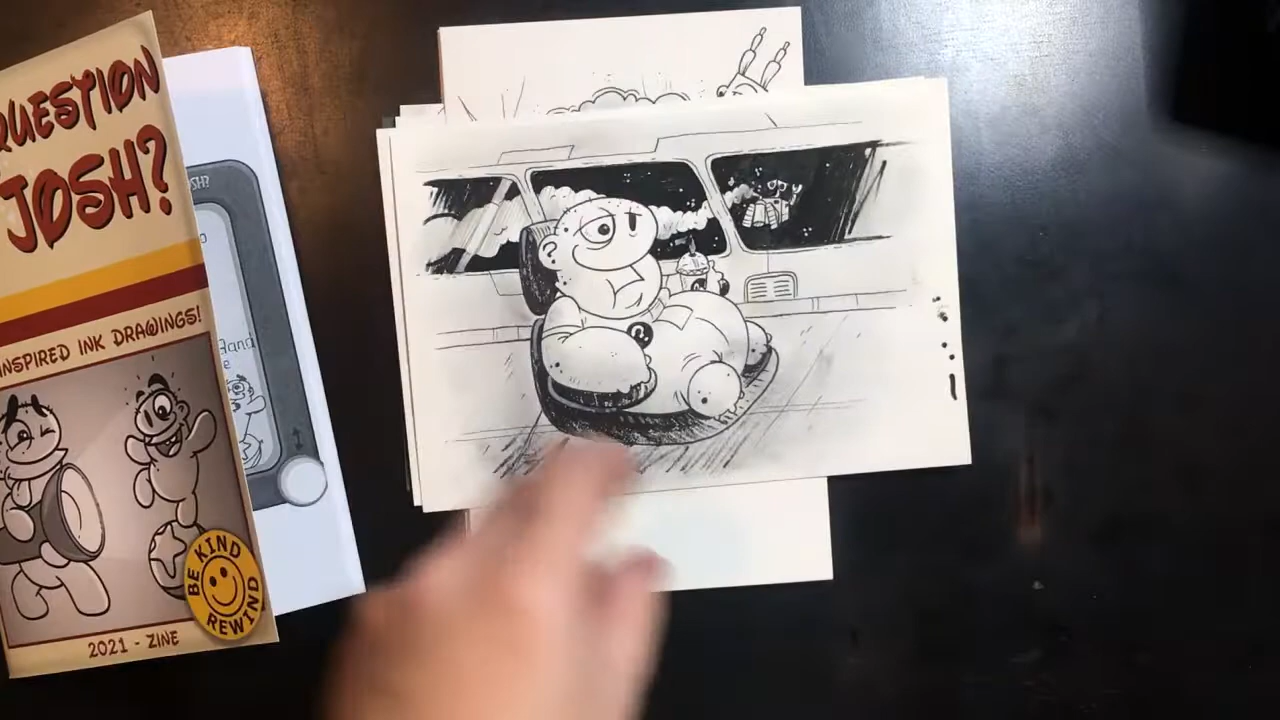 QUESTION
JOSH?
INSPIRED INK DRAWINGS!
BE KIND
REWIND
2021 - ZINE